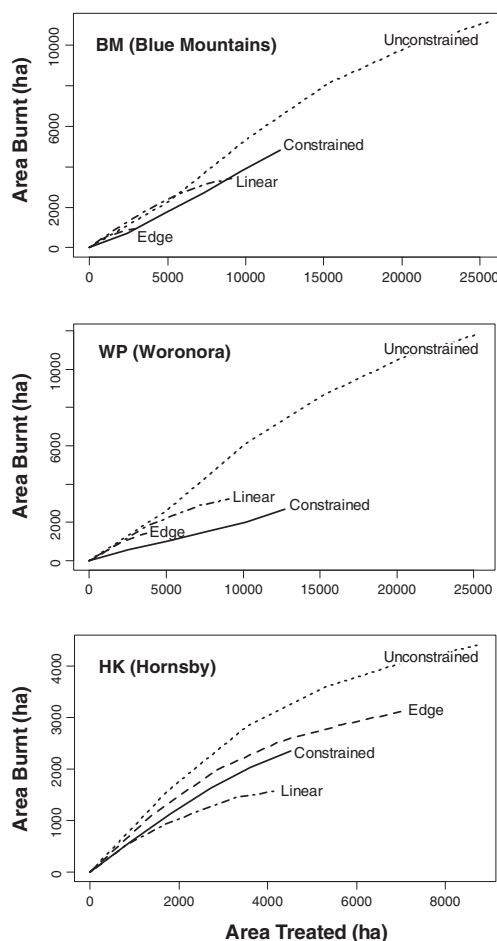 BM (Blue Mountains)
Unconstrained
Constrained
Linear
Edge
Area Burnt (ha)
0 2000 6000 10000
0 5000 10000 15000 20000 25000
WP (Woronora)
Unconstrained
Linear
Constrained
Edge
Area Burnt (ha)
0 2000 6000 10000
0 5000 10000 15000 20000 25000
HK (Hornsby)
Unconstrained
Edge
Constrained
Linear
Area Burnt (ha)
0 1000 2000 3000 4000
0 2000 4000 6000 8000
Area Treated (ha)